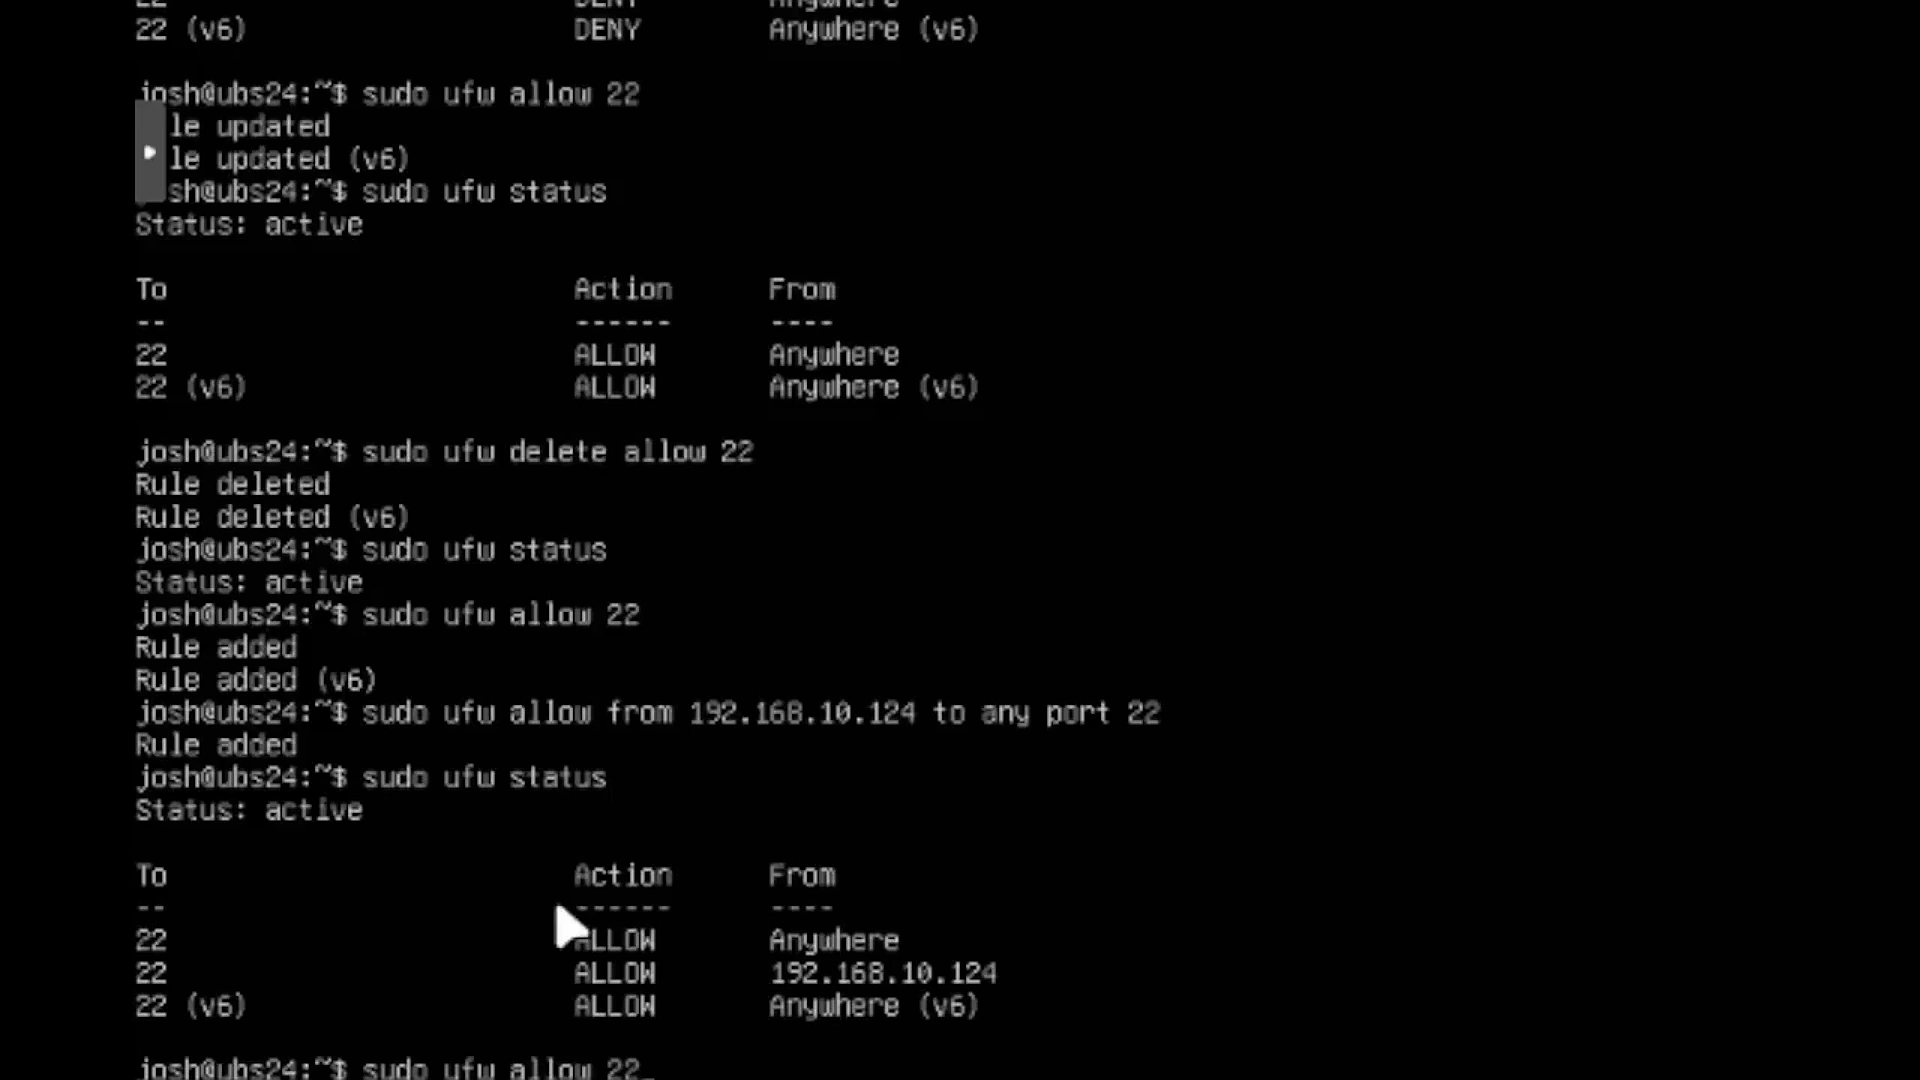 22 DENY Anywhere
22 (v6) DENY Anywhere (v6)
josh@ubs24:~$ sudo ufw allow 22
le updated
le updated (v6)
sh@ubs24:~$ sudo ufw status
Status: active
To Action From
-- ------ ----
22 ALLOW Anywhere
22 (v6) ALLOW Anywhere (v6)
josh@ubs24:~$ sudo ufw delete allow 22
Rule deleted
Rule deleted (v6)
josh@ubs24:~$ sudo ufw status
Status: active
josh@ubs24:~$ sudo ufw allow 22
Rule added
Rule added (v6)
josh@ubs24:~$ sudo ufw allow from 192.168.10.124 to any port 22
Rule added
josh@ubs24:~$ sudo ufw status
Status: active
To Action From
-- ------ ----
22 ALLOW Anywhere
22 ALLOW 192.168.10.124
22 (v6) ALLOW Anywhere (v6)
josh@ubs24:~$ sudo ufw allow 22_